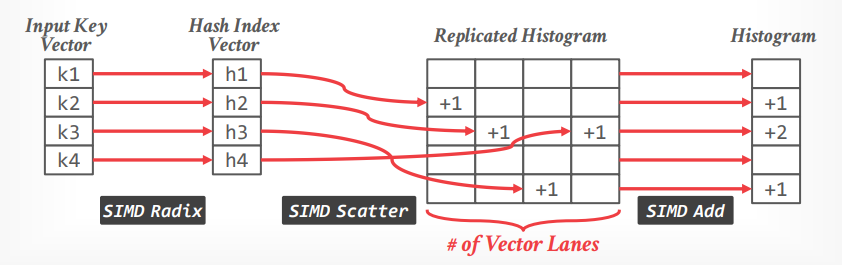 Input Key
Vector
Hash Index
Vector
Replicated Histogram
Histogram
k1
h1
k2
h2
+1
+1
k3
h3
+1
+1
+2
k4
h4
+1
+1
SIMD Radix
SIMD Scatter
SIMD Add
# of Vector Lanes